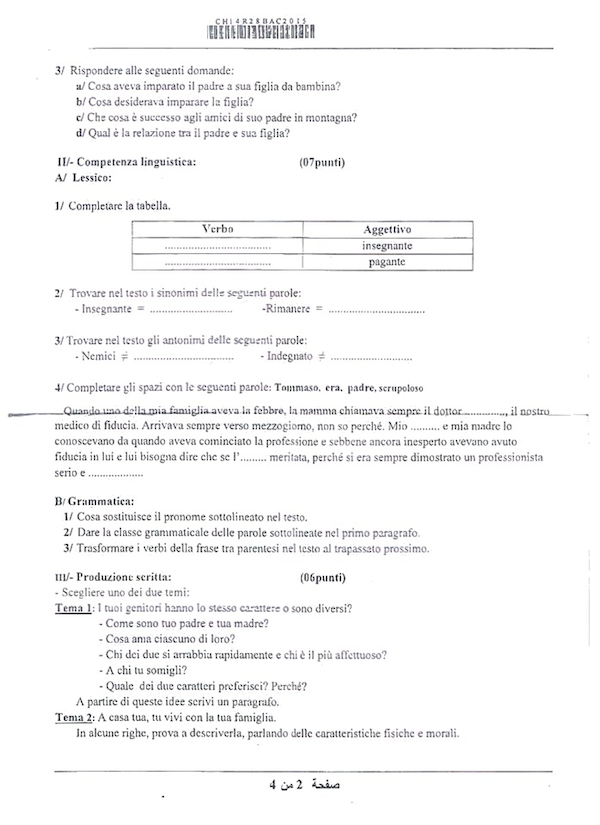 CH14R28BAC2015
3/ Rispondere alle seguenti domande:
a/ Cosa aveva imparato il padre a sua figlia da bambina?
b/ Cosa desiderava imparare la figlia?
c/ Che cosa è successo agli amici di suo padre in montagna?
d/ Qual è la relazione tra il padre e sua figlia?
II/- Competenza linguistica: (07punti)
A/ Lessico:
1/ Completare la tabella.
Verbo Aggettivo
.................................... insegnante
.................................... pagante
2/ Trovare nel testo i sinonimi delle seguenti parole:
- Insegnante = ............................ -Rimanere = ................................
3/ Trovare nel testo gli antonimi delle seguenti parole:
- Nemici ≠ ................................. - Indegnato ≠ ...........................
4/ Completare gli spazi con le seguenti parole: Tommaso, era, padre, scrupoloso
Quando uno della mia famiglia aveva la febbre, la mamma chiamava sempre il dottor .............., il nostro
medico di fiducia. Arrivava sempre verso mezzogiorno, non so perché. Mio .......... e mia madre lo
conoscevano da quando aveva cominciato la professione e sebbene ancora inesperto avevano avuto
fiducia in lui e lui bisogna dire che se l'......... meritata, perché si era sempre dimostrato un professionista
serio e ..................
B/ Grammatica:
1/ Cosa sostituisce il pronome sottolineato nel testo.
2/ Dare la classe grammaticale delle parole sottolineate nel primo paragrafo.
3/ Trasformare i verbi della frase tra parentesi nel testo al trapassato prossimo.
III/- Produzione scritta: (06punti)
- Scegliere uno dei due temi:
Tema 1: I tuoi genitori hanno lo stesso carattere o sono diversi?
- Come sono tuo padre e tua madre?
- Cosa ama ciascuno di loro?
- Chi dei due si arrabbia rapidamente e chi è il più affettuoso?
- A chi tu somigli?
- Quale dei due caratteri preferisci? Perché?
A partire di queste idee scrivi un paragrafo.
Tema 2: A casa tua, tu vivi con la tua famiglia.
In alcune righe, prova a descriverla, parlando delle caratteristiche fisiche e morali.
صفحة 2 من 4